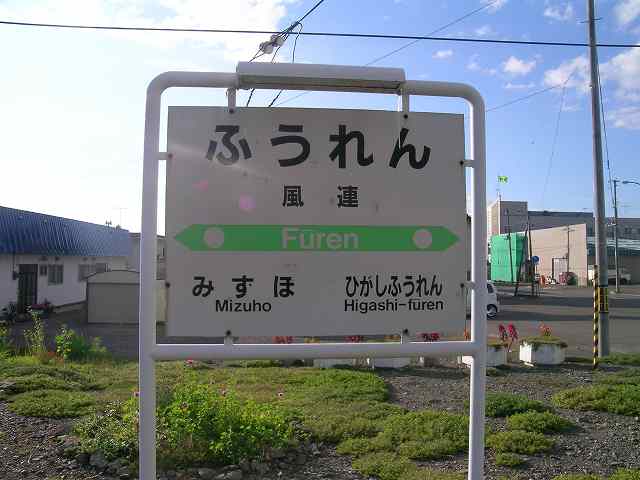 ふうれん
風連
Fūren
みずほ ひがしふうれん
Mizuho Higashi-fūren